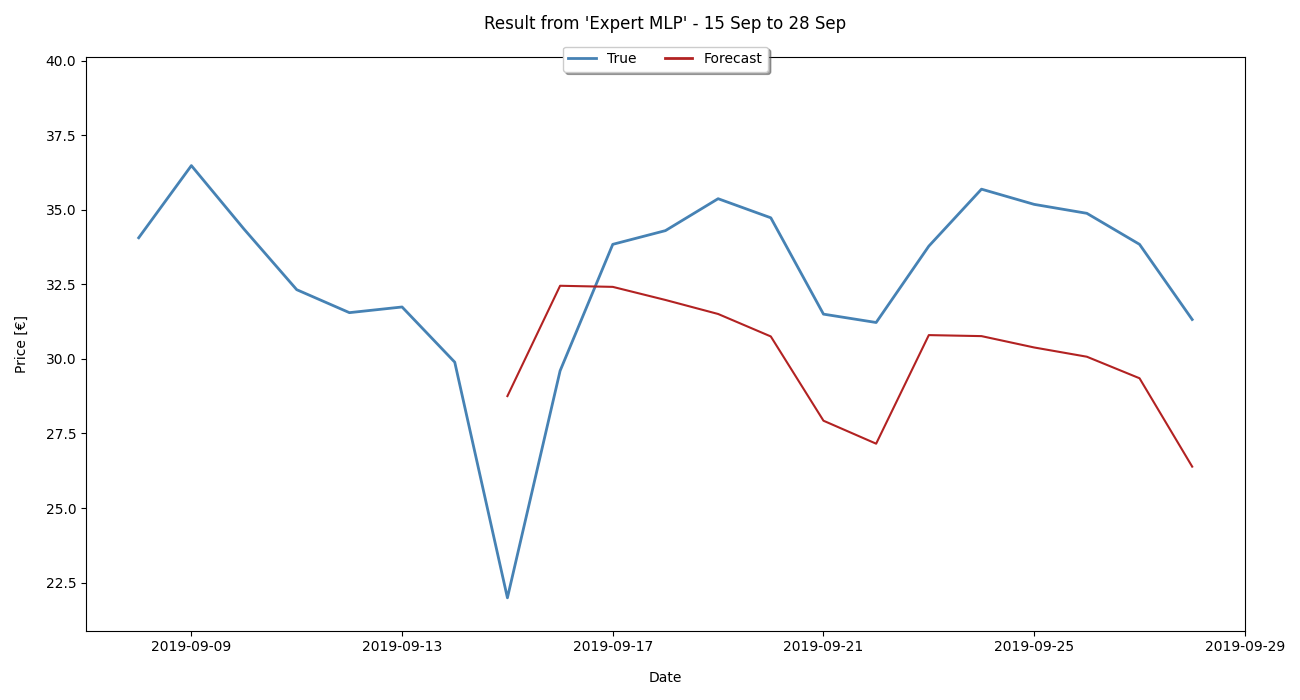 Result from 'Expert MLP' - 15 Sep to 28 Sep
True Forecast
40.0
37.5
35.0
32.5
30.0
27.5
25.0
22.5
Price [€]
2019-09-09 2019-09-13 2019-09-17 2019-09-21 2019-09-25 2019-09-29
Date